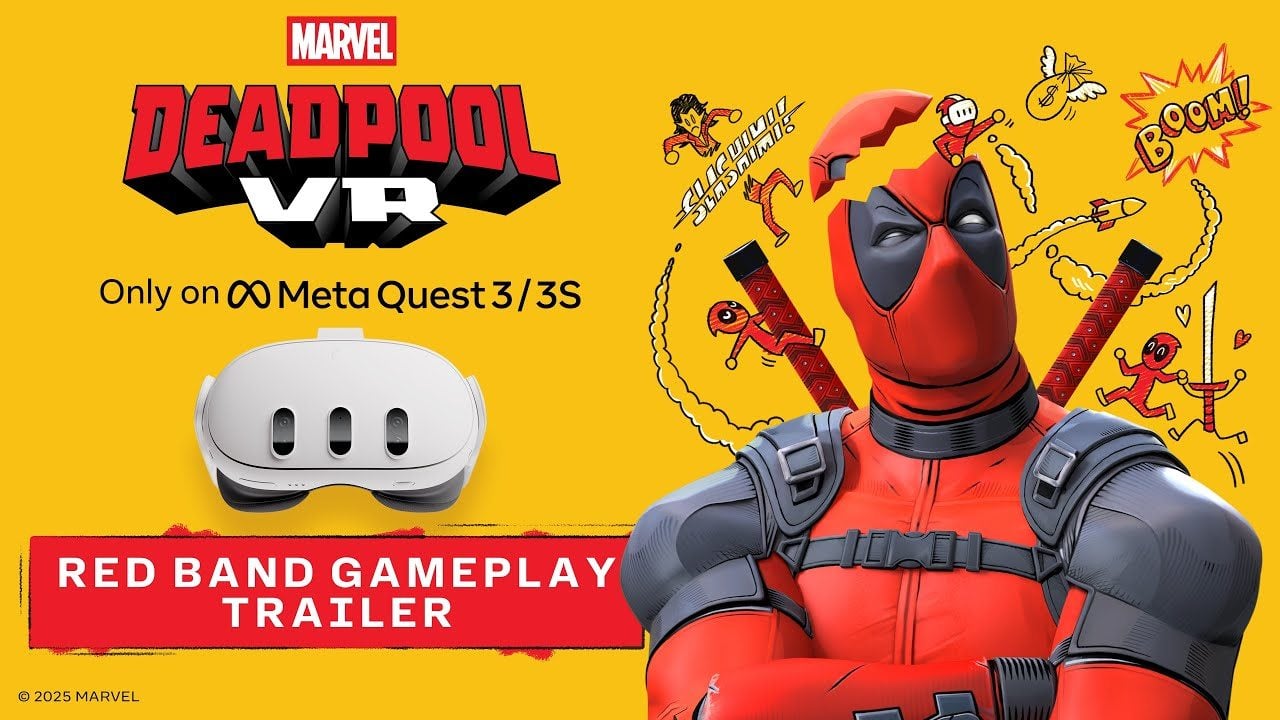 MARVEL
DEADPOOL
VR
Only on Meta Quest 3/3S
RED BAND GAMEPLAY
TRAILER
BOOM!
$
© 2025 MARVEL